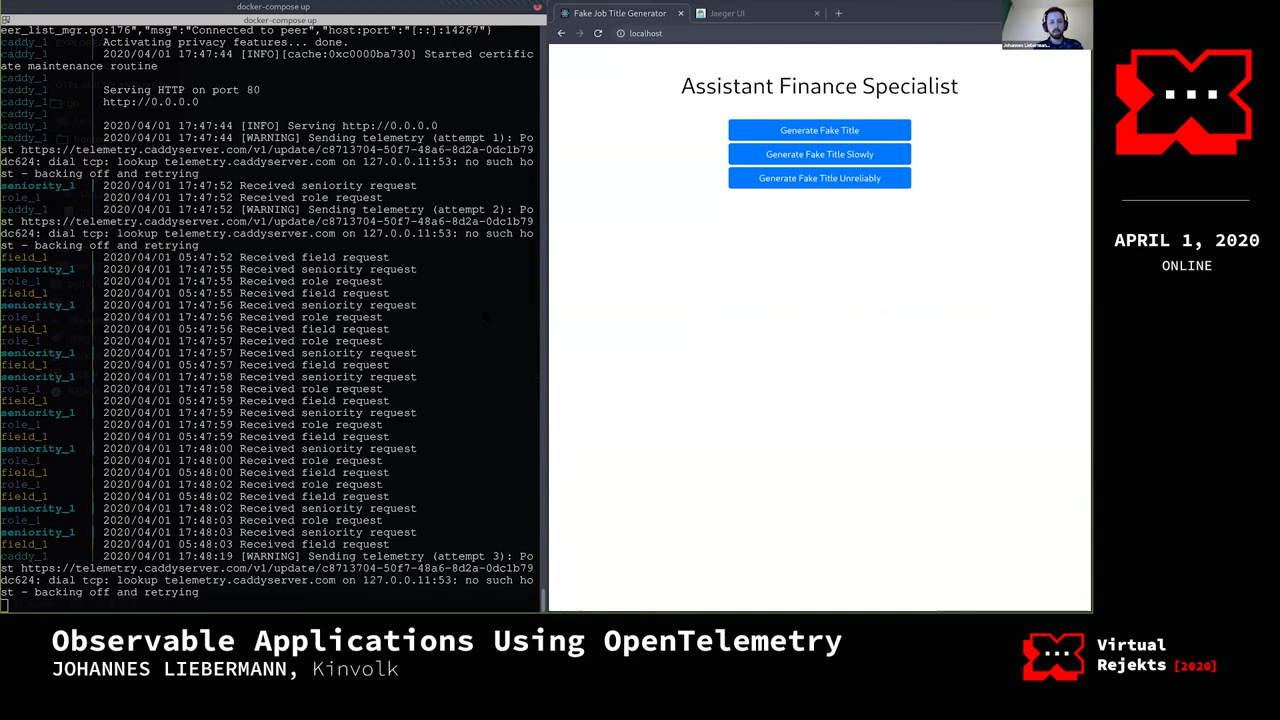 docker-compose up
docker-compose up
eer_list_mgr.go:176","msg":"Connected to peer","host:port":"[::]:14267"}
caddy_1 | Activating privacy features... done.
caddy_1 | 2020/04/01 17:47:44 [INFO][cache:0xc0000ba730] Started certific
ate maintenance routine
caddy_1 |
caddy_1 | Serving HTTP on port 80
caddy_1 | http://0.0.0.0
caddy_1 |
caddy_1 | 2020/04/01 17:47:44 [INFO] Serving http://0.0.0.0
caddy_1 | 2020/04/01 17:47:44 [WARNING] Sending telemetry (attempt 1): Po
st https://telemetry.caddyserver.com/v1/update/c8713704-50f7-48a6-8d2a-0dc1b79
dc624: dial tcp: lookup telemetry.caddyserver.com on 127.0.0.11:53: no such ho
st - backing off and retrying
seniority_1 | 2020/04/01 17:47:52 Received seniority request
role_1 | 2020/04/01 17:47:52 Received role request
caddy_1 | 2020/04/01 17:47:52 [WARNING] Sending telemetry (attempt 2): Po
st https://telemetry.caddyserver.com/v1/update/c8713704-50f7-48a6-8d2a-0dc1b79
dc624: dial tcp: lookup telemetry.caddyserver.com on 127.0.0.11:53: no such ho
st - backing off and retrying
field_1 | 2020/04/01 05:47:52 Received field request
seniority_1 | 2020/04/01 17:47:55 Received seniority request
role_1 | 2020/04/01 17:47:55 Received role request
field_1 | 2020/04/01 05:47:55 Received field request
seniority_1 | 2020/04/01 17:47:56 Received seniority request
role_1 | 2020/04/01 17:47:56 Received role request
field_1 | 2020/04/01 05:47:56 Received field request
role_1 | 2020/04/01 17:47:57 Received role request
seniority_1 | 2020/04/01 17:47:57 Received seniority request
field_1 | 2020/04/01 05:47:57 Received field request
seniority_1 | 2020/04/01 17:47:58 Received seniority request
role_1 | 2020/04/01 17:47:58 Received role request
field_1 | 2020/04/01 05:47:59 Received field request
seniority_1 | 2020/04/01 17:47:59 Received seniority request
role_1 | 2020/04/01 17:47:59 Received role request
field_1 | 2020/04/01 05:47:59 Received field request
seniority_1 | 2020/04/01 17:48:00 Received seniority request
role_1 | 2020/04/01 17:48:00 Received role request
field_1 | 2020/04/01 05:48:00 Received field request
role_1 | 2020/04/01 17:48:02 Received role request
field_1 | 2020/04/01 05:48:02 Received field request
seniority_1 | 2020/04/01 17:48:02 Received seniority request
role_1 | 2020/04/01 17:48:03 Received role request
seniority_1 | 2020/04/01 17:48:03 Received seniority request
field_1 | 2020/04/01 05:48:03 Received field request
caddy_1 | 2020/04/01 17:48:19 [WARNING] Sending telemetry (attempt 3): Po
st https://telemetry.caddyserver.com/v1/update/c8713704-50f7-48a6-8d2a-0dc1b79
dc624: dial tcp: lookup telemetry.caddyserver.com on 127.0.0.11:53: no such ho
st - backing off and retrying
Fake Job Title Generator
Jaeger UI
localhost
Johannes Lieberman...
Assistant Finance Specialist
Generate Fake Title
Generate Fake Title Slowly
Generate Fake Title Unreliably
APRIL 1, 2020
ONLINE
Observable Applications Using OpenTelemetry
JOHANNES LIEBERMANN, Kinvolk
Virtual
Rejekts [2020]